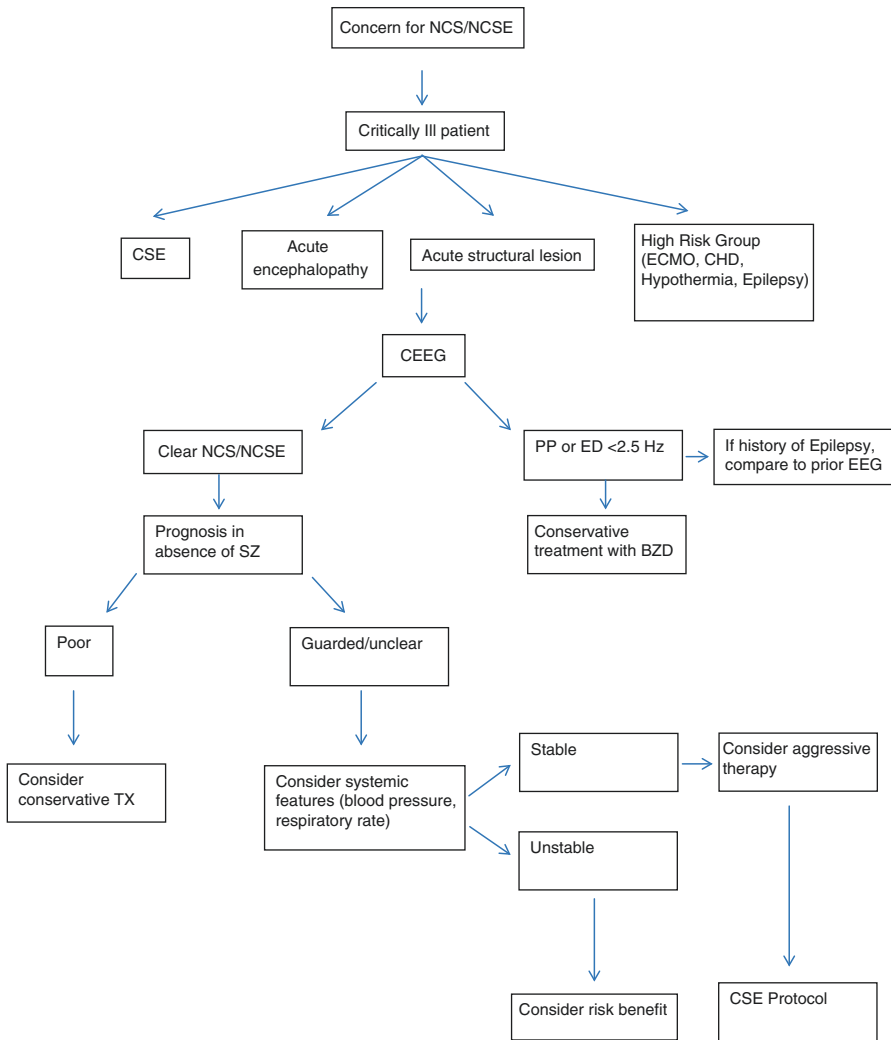 Concern for NCS/NCSE
Critically Ill patient
CSE
Acute
encephalopathy
Acute structural lesion
High Risk Group
(ECMO, CHD,
Hypothermia, Epilepsy)
CEEG
Clear NCS/NCSE
PP or ED <2.5 Hz
If history of Epilepsy,
compare to prior EEG
Prognosis in
absence of SZ
Conservative
treatment with BZD
Poor
Guarded/unclear
Consider
conservative TX
Consider systemic
features (blood pressure,
respiratory rate)
Stable
Consider aggressive
therapy
Unstable
Consider risk benefit
CSE Protocol